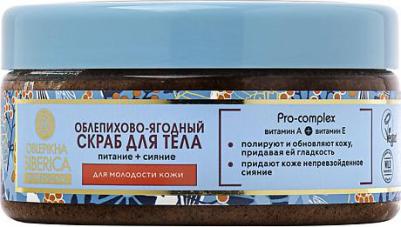 OBLEPIKHA
SIBERICA
PROFESSIONAL
ОБЛЕПИХОВО-ЯГОДНЫЙ
СКРАБ ДЛЯ ТЕЛА
питание + сияние
для молодости кожи
Pro-complex
витамин А + витамин Е
• полируют и обновляют кожу,
придавая ей гладкость
• придают коже непревзойденное
сияние